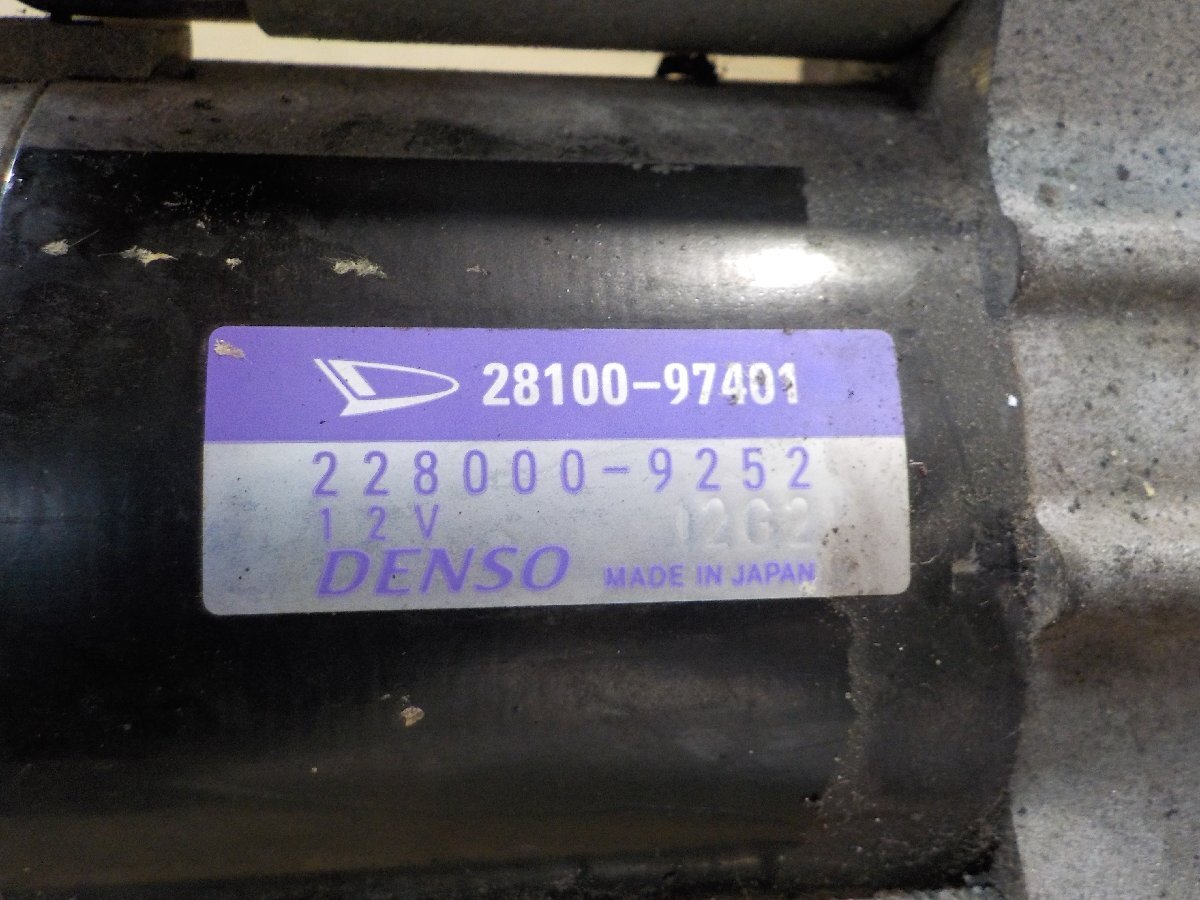 28100-97401
228000-9252
12V 12G2
DENSO MADE IN JAPAN